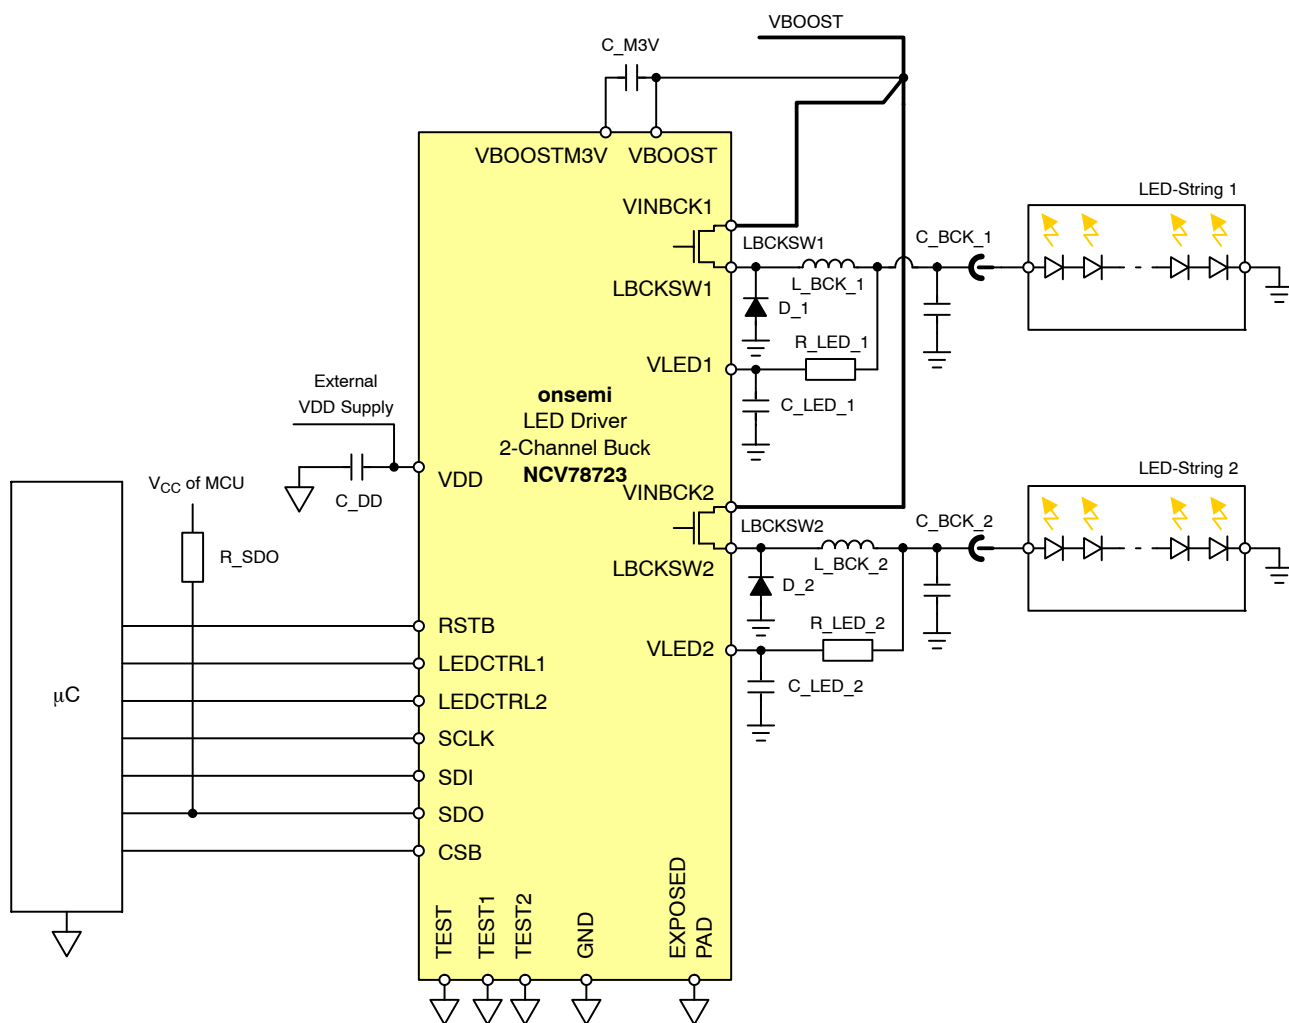 VBOOST
C_M3V
VBOOSTM3V
VBOOST
VINBCK1
LBCKSW1
LBCKSW1
L_BCK_1
C_BCK_1
LED-String 1
D_1
R_LED_1
VLED1
C_LED_1
External
VDD Supply
onsemi
LED Driver
2-Channel Buck
NCV78723
VDD
C_DD
VCC of MCU
R_SDO
VINBCK2
LBCKSW2
LBCKSW2
L_BCK_2
C_BCK_2
LED-String 2
D_2
R_LED_2
VLED2
C_LED_2
μC
RSTB
LEDCTRL1
LEDCTRL2
SCLK
SDI
SDO
CSB
TEST
TEST1
TEST2
GND
EXPOSED
PAD